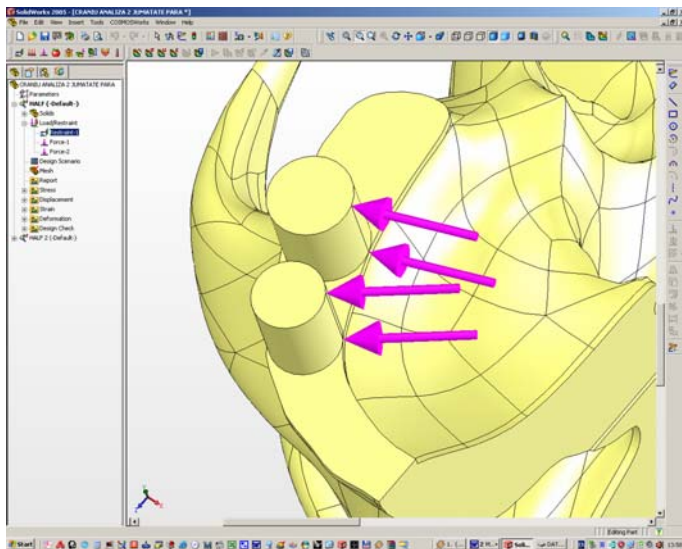 SolidWorks 2005 - [CRANIU ANALIZA 2 JUMATATE PARA *]
File Edit View Insert Tools COSMOSWorks Window Help
CRANIU ANALIZA 2 JUMATATE PARA
Parameters
HALF (-Default-)
Solids
Load/Restraint
Restraint-1
Force-1
Force-2
Design Scenario
Mesh
Report
Stress
Displacement
Strain
Deformation
Design Check
HALF 2 (-Default-)
Editing Part
Start